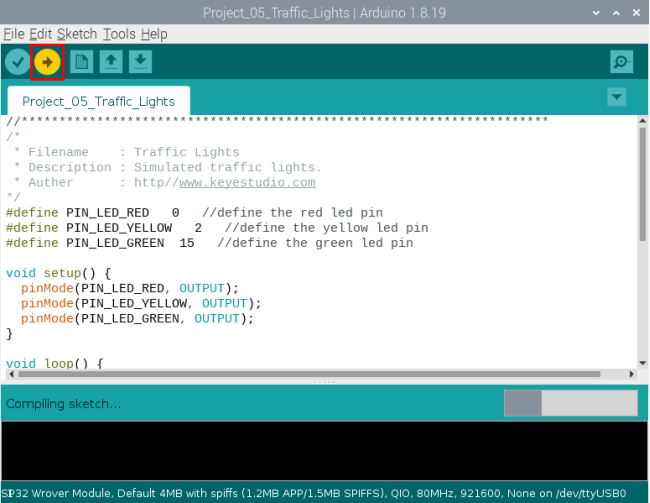 Project_05_Traffic_Lights | Arduino 1.8.19
File Edit Sketch Tools Help
Project_05_Traffic_Lights
//**********************************************************************
/*
 * Filename    : Traffic Lights
 * Description : Simulated traffic lights.
 * Auther      : http//www.keyestudio.com
*/
#define PIN_LED_RED   0   //define the red led pin
#define PIN_LED_YELLOW   2   //define the yellow led pin
#define PIN_LED_GREEN  15   //define the green led pin
void setup() {
  pinMode(PIN_LED_RED, OUTPUT);
  pinMode(PIN_LED_YELLOW, OUTPUT);
  pinMode(PIN_LED_GREEN, OUTPUT);
}
void loop() {
Compiling sketch...
P32 Wrover Module, Default 4MB with spiffs (1.2MB APP/1.5MB SPIFFS), QIO, 80MHz, 921600, None on /dev/ttyUSB0